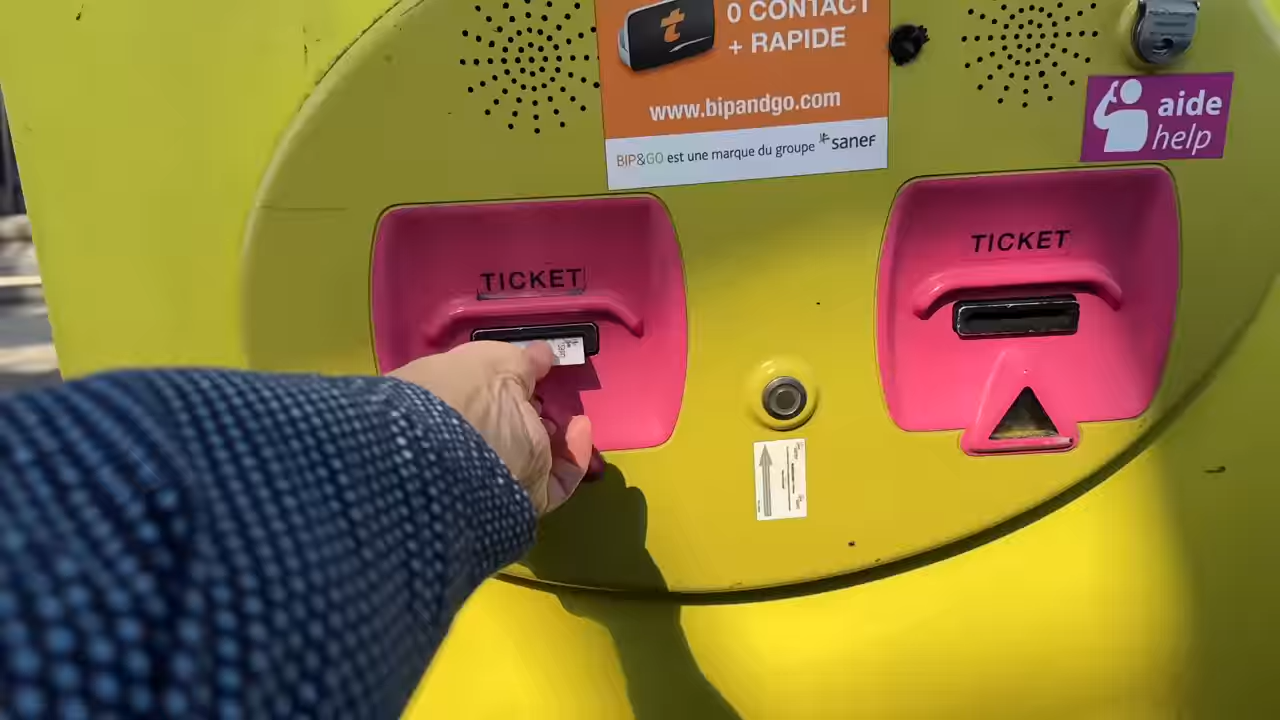 t
0 CONTACT
+ RAPIDE
www.bipandgo.com
BIP&GO est une marque du groupe sanef
aide
help
TICKET
TICKET